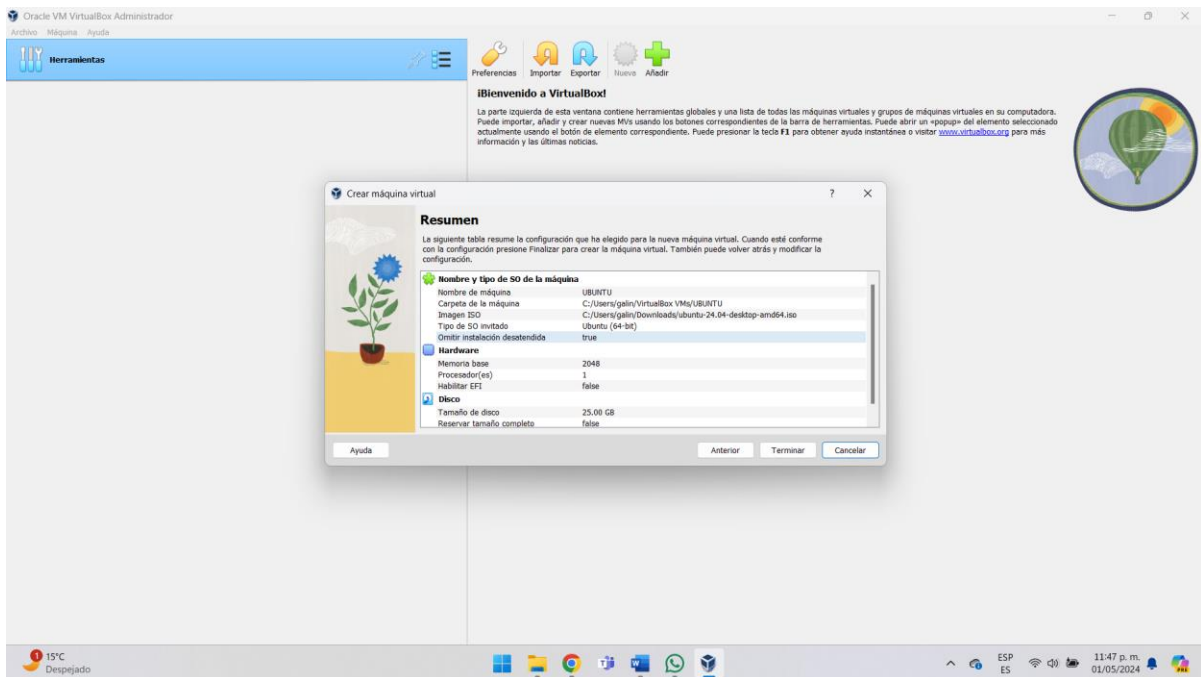 Oracle VM VirtualBox Administrador
Archivo Máquina Ayuda
Herramientas
Preferencias Importar Exportar Nueva Añadir
¡Bienvenido a VirtualBox!
La parte izquierda de esta ventana contiene herramientas globales y una lista de todas las máquinas virtuales y grupos de máquinas virtuales en su computadora.
Puede importar, añadir y crear nuevas MVs usando los botones correspondientes de la barra de herramientas. Puede abrir un «popup» del elemento seleccionado
actualmente usando el botón de elemento correspondiente. Puede presionar la tecla F1 para obtener ayuda instantánea o visitar www.virtualbox.org para más
información y las últimas noticias.
Crear máquina virtual
Resumen
La siguiente tabla resume la configuración que ha elegido para la nueva máquina virtual. Cuando esté conforme
con la configuración presione Finalizar para crear la máquina virtual. También puede volver atrás y modificar la
configuración.
Nombre y tipo de SO de la máquina
Nombre de máquina UBUNTU
Carpeta de la máquina C:/Users/galin/VirtualBox VMs/UBUNTU
Imagen ISO C:/Users/galin/Downloads/ubuntu-24.04-desktop-amd64.iso
Tipo de SO invitado Ubuntu (64-bit)
Omitir instalación desatendida true
Hardware
Memoria base 2048
Procesador(es) 1
Habilitar EFI false
Disco
Tamaño de disco 25.00 GB
Reservar tamaño completo false
Ayuda Anterior Terminar Cancelar
1 15°C
Despejado
ESP
ES
11:47 p. m.
01/05/2024
PRE